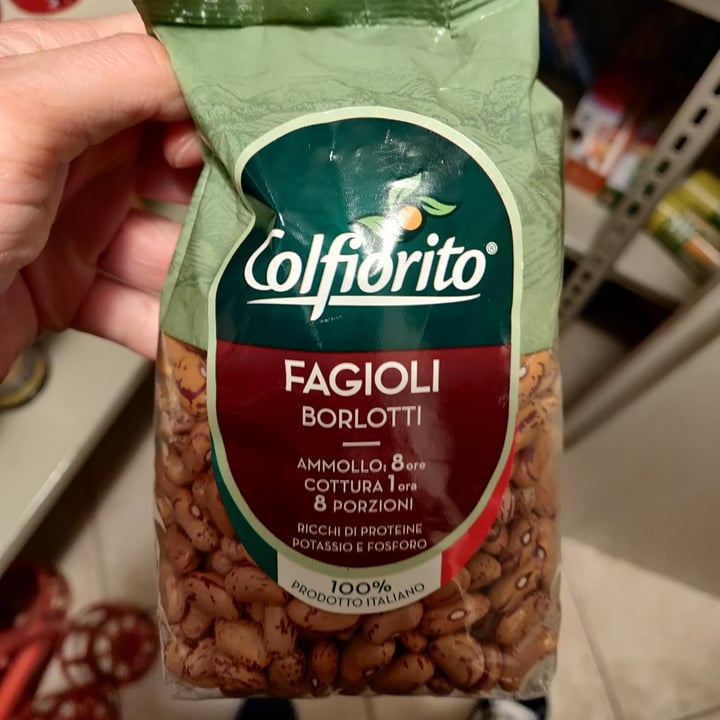 Colfiorito®
FAGIOLI
BORLOTTI
AMMOLLO: 8 ore
COTTURA 1 ora
8 PORZIONI
RICCHI DI PROTEINE
POTASSIO E FOSFORO
100%
PRODOTTO ITALIANO